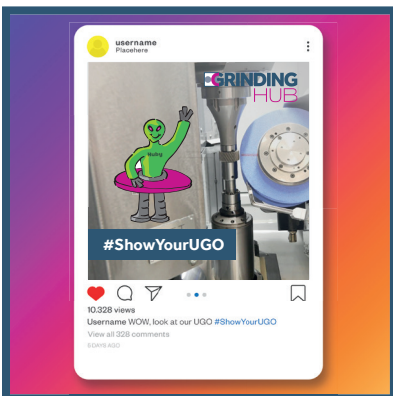 username
Placehere
GRINDING
HUB
#ShowYourUGO
10.328 views
Username WOW, look at our UGO #ShowYourUGO
View all 328 comments
5 DAYS AGO